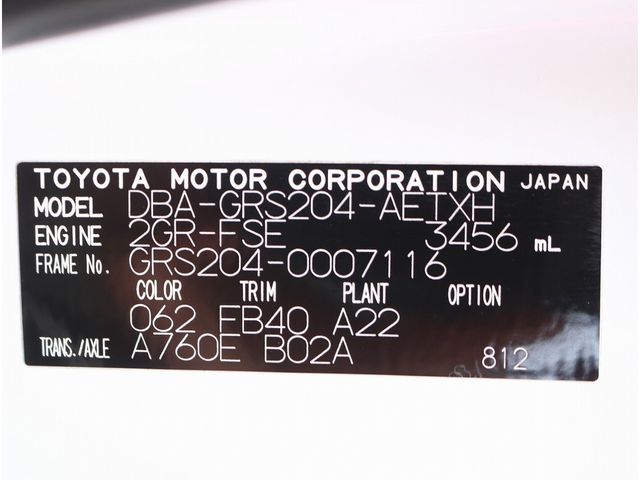 TOYOTA MOTOR CORPORATION JAPAN
MODEL DBA-GRS204-AETXH
ENGINE 2GR-FSE 3456 mL
FRAME No. GRS204-0007116
COLOR TRIM PLANT OPTION
062 FB40 A22
TRANS./AXLE A760E B02A 812